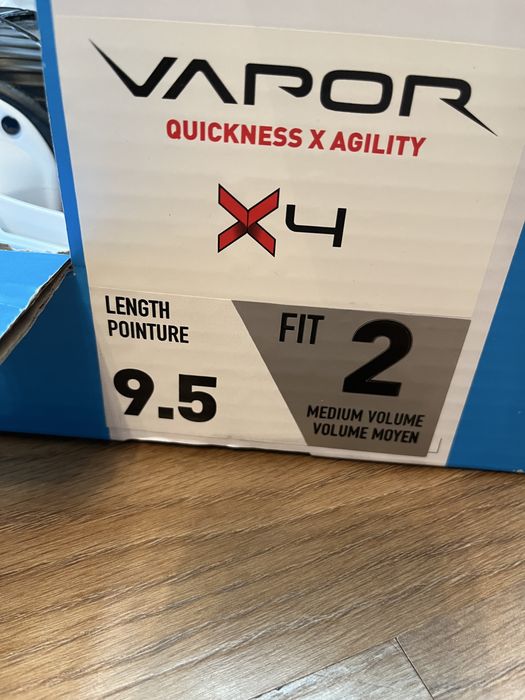 VAPOR
QUICKNESS X AGILITY
X4
LENGTH
POINTURE
9.5
FIT 2
MEDIUM VOLUME
VOLUME MOYEN